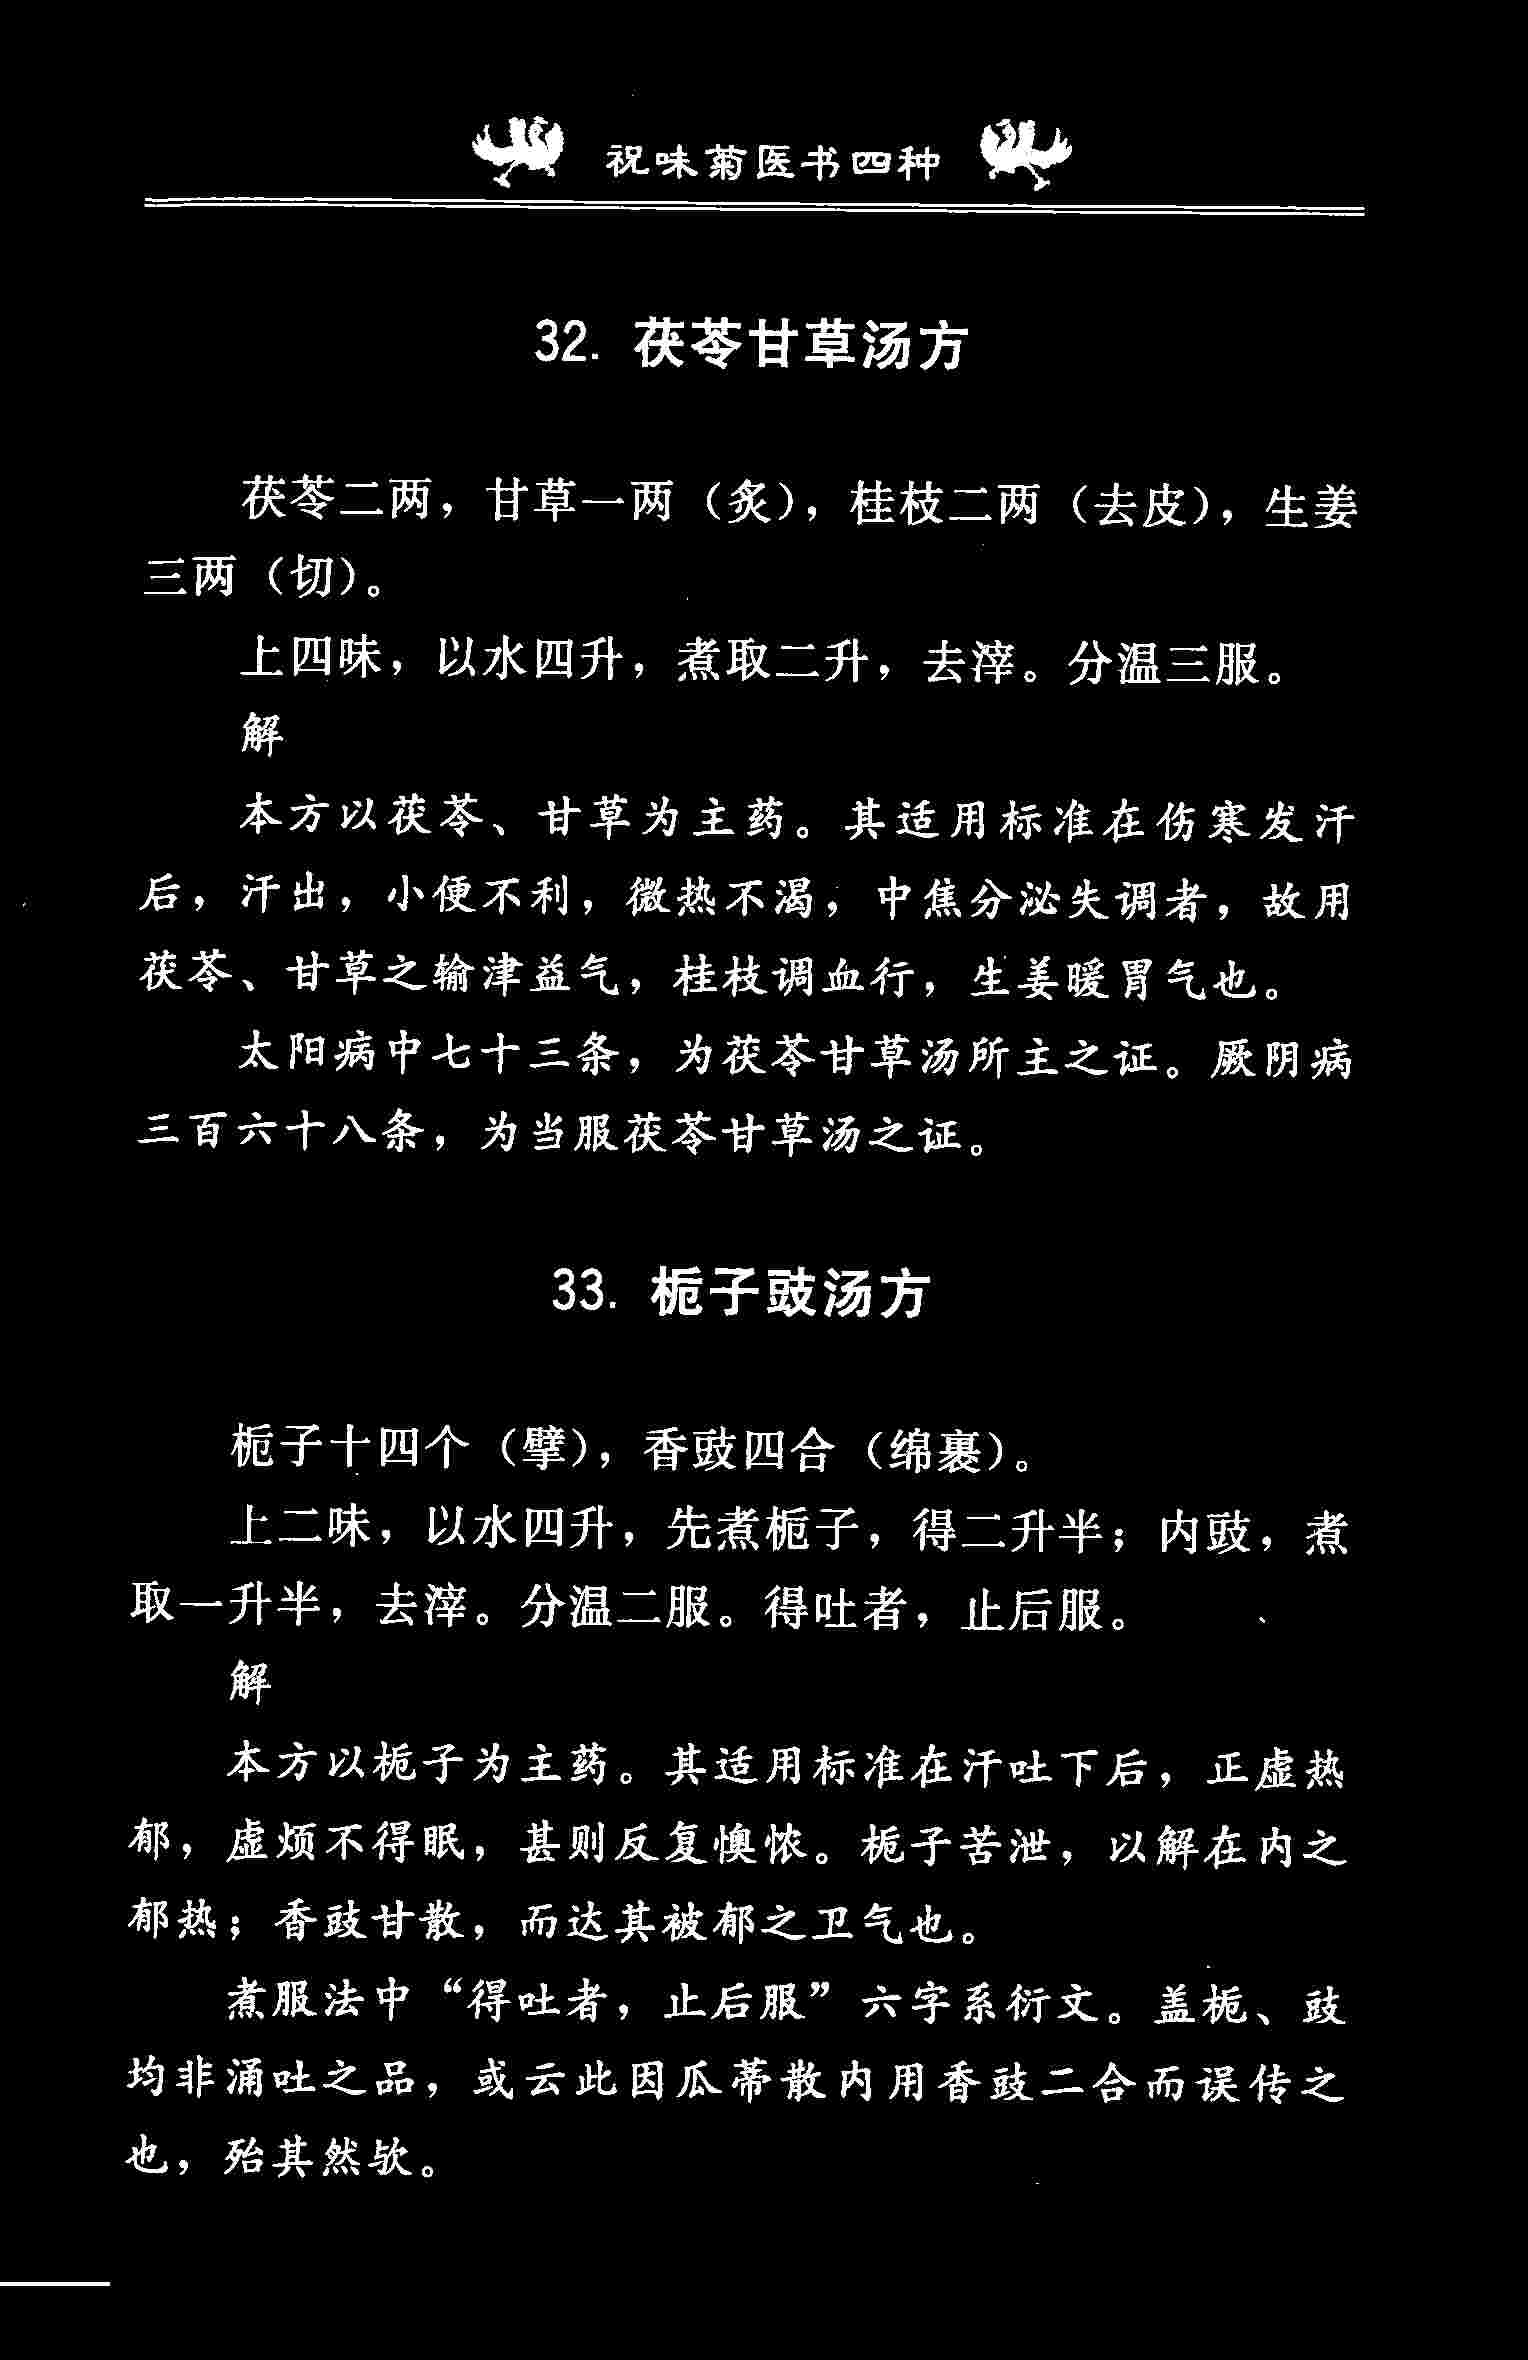 祝味菊医书四种
32. 茯苓甘草汤方
茯苓二两，甘草一两（炙），桂枝二两（去皮），生姜
三两（切）。
上四味，以水四升，煮取二升，去滓。分温三服。
解
本方以茯苓、甘草为主药。其适用标准在伤寒发汗
后，汗出，小便不利，微热不渴，中焦分泌失调者，故用
茯苓、甘草之输津益气，桂枝调血行，生姜暖胃气也。
太阳病中七十三条，为茯苓甘草汤所主之证。厥阴病
三百六十八条，为当服茯苓甘草汤之证。
33. 栀子豉汤方
栀子十四个（擘），香豉四合（绵裹）。
上二味，以水四升，先煮栀子，得二升半；内豉，煮
取一升半，去滓。分温二服。得吐者，止后服。
解
本方以栀子为主药。其适用标准在汗吐下后，正虚热
郁，虚烦不得眠，甚则反复懊侬。栀子苦泄，以解在内之
郁热；香豉甘散，而达其被郁之卫气也。
煮服法中“得吐者，止后服”六字系衍文。盖栀、豉
均非涌吐之品，或云此因瓜蒂散内用香豉二合而误传之
也，殆其然欤。